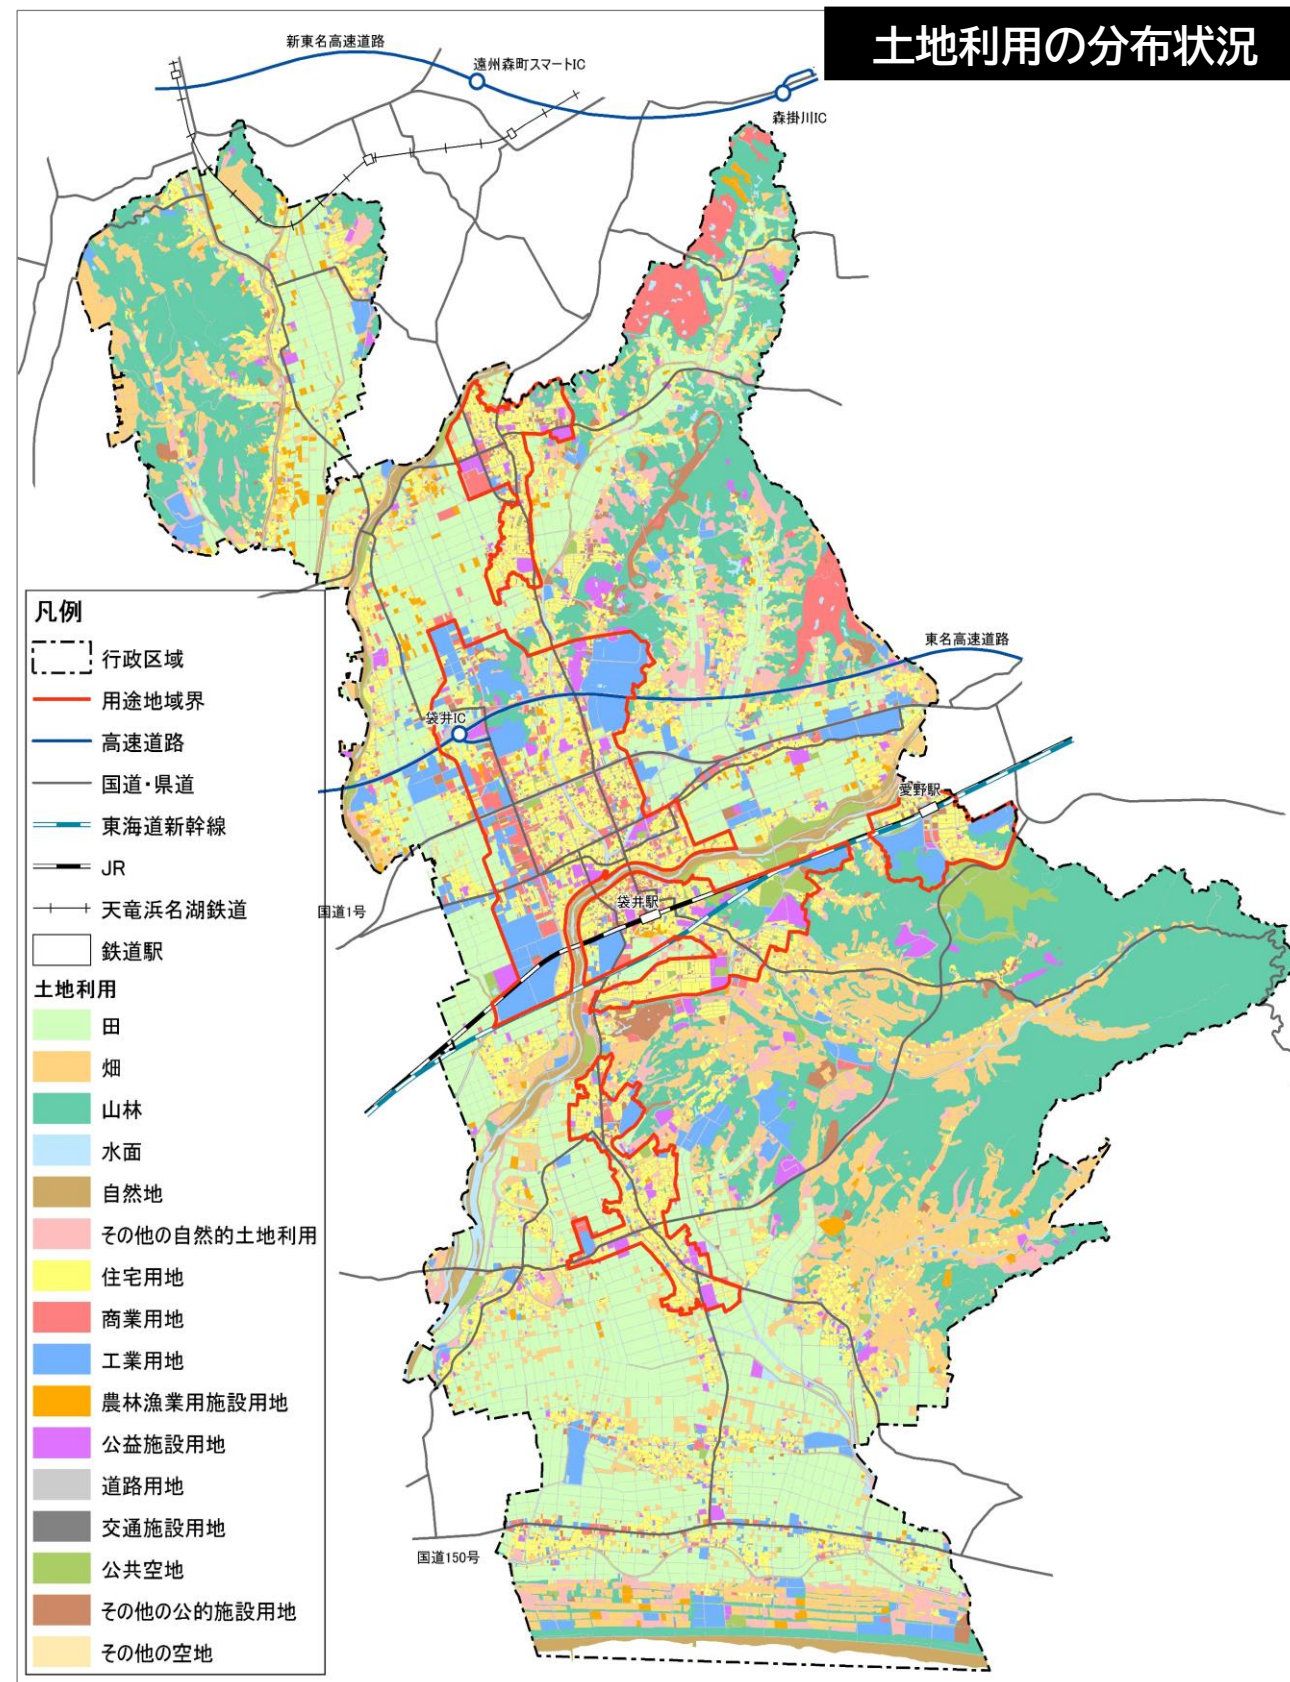 土地利用の分布状況
新東名高速道路
遠州森町スマートIC
森掛川IC
東名高速道路
袋井IC
愛野駅
袋井駅
国道1号
国道150号
凡例
行政区域
用途地域界
高速道路
国道・県道
東海道新幹線
JR
天竜浜名湖鉄道
鉄道駅
土地利用
田
畑
山林
水面
自然地
その他の自然的土地利用
住宅用地
商業用地
工業用地
農林漁業用施設用地
公益施設用地
道路用地
交通施設用地
公共空地
その他の公的施設用地
その他の空地